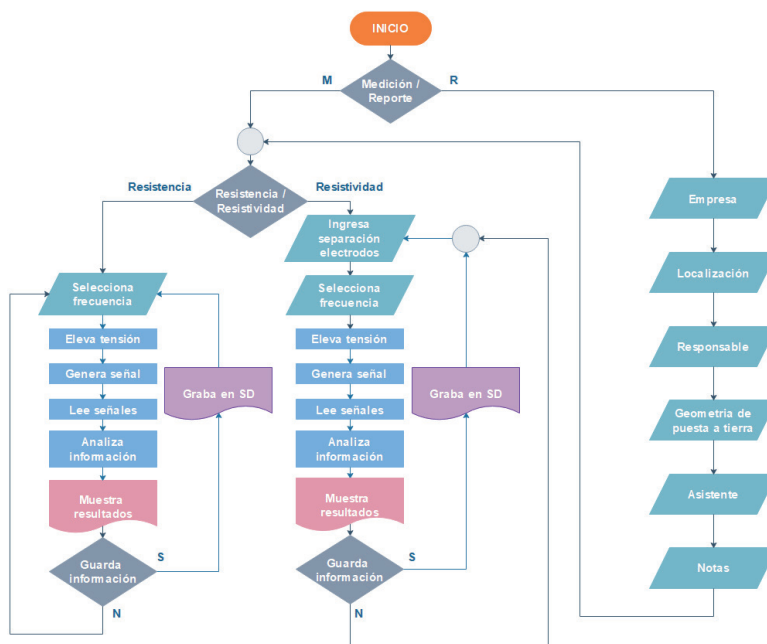 INICIO
Medición /
Reporte
M
R
Resistencia /
Resistividad
Resistencia
Resistividad
Selecciona
frecuencia
Eleva tensión
Genera señal
Lee señales
Analiza
información
Muestra
resultados
Guarda
información
S
N
Graba en SD
Ingresa
separación
electrodos
Selecciona
frecuencia
Eleva tensión
Genera señal
Lee señales
Analiza
información
Muestra
resultados
Guarda
información
S
N
Graba en SD
Empresa
Localización
Responsable
Geometría de
puesta a tierra
Asistente
Notas